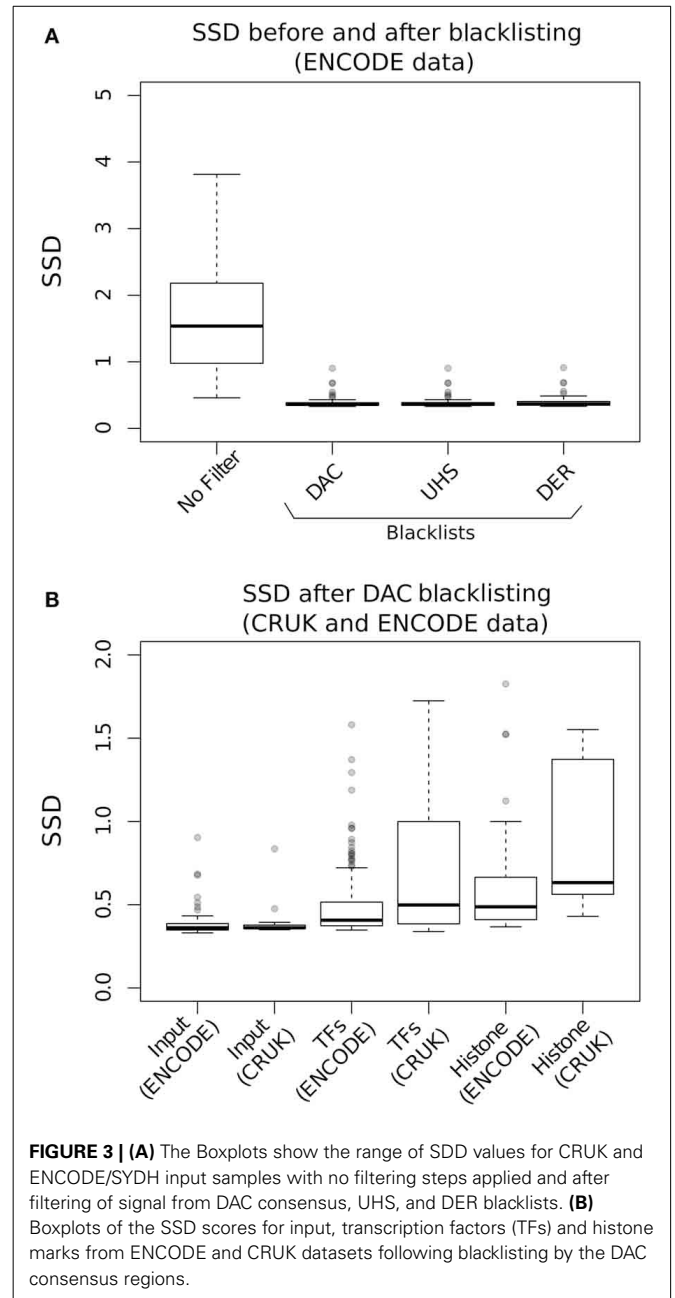 A
SSD before and after blacklisting
(ENCODE data)
SSD
5
4
3
2
1
0
No Filter
DAC
UHS
DER
Blacklists
B
SSD after DAC blacklisting
(CRUK and ENCODE data)
SSD
2.0
1.5
1.0
0.5
0.0
Input
(ENCODE)
Input
(CRUK)
TFs
(ENCODE)
TFs
(CRUK)
Histone
(ENCODE)
Histone
(CRUK)
FIGURE 3 | (A) The Boxplots show the range of SDD values for CRUK and
ENCODE/SYDH input samples with no filtering steps applied and after
filtering of signal from DAC consensus, UHS, and DER blacklists. (B)
Boxplots of the SSD scores for input, transcription factors (TFs) and histone
marks from ENCODE and CRUK datasets following blacklisting by the DAC
consensus regions.